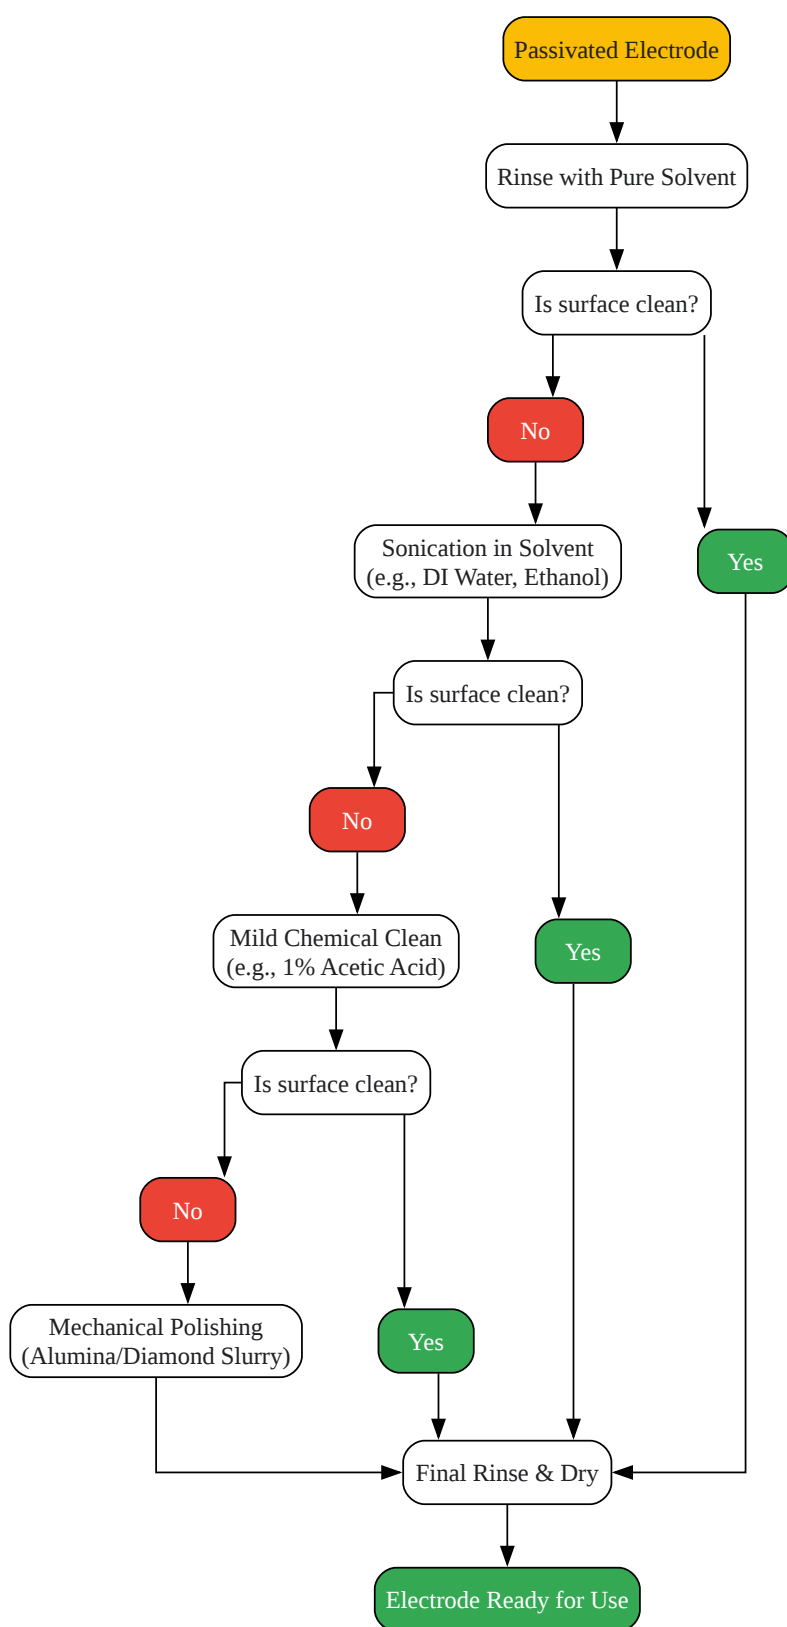 Passivated Electrode
Rinse with Pure Solvent
Is surface clean?
No
Sonication in Solvent
(e.g., DI Water, Ethanol)
Yes
Is surface clean?
No
Mild Chemical Clean
(e.g., 1% Acetic Acid)
Yes
Is surface clean?
No
Mechanical Polishing
(Alumina/Diamond Slurry)
Yes
Final Rinse & Dry
Electrode Ready for Use